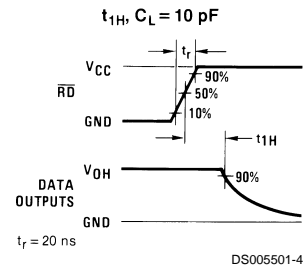 t1H, CL = 10 pF
tr
VCC
90%
RD
50%
10%
GND
t1H
VOH
90%
DATA
OUTPUTS
GND
tr = 20 ns
DS005501-4